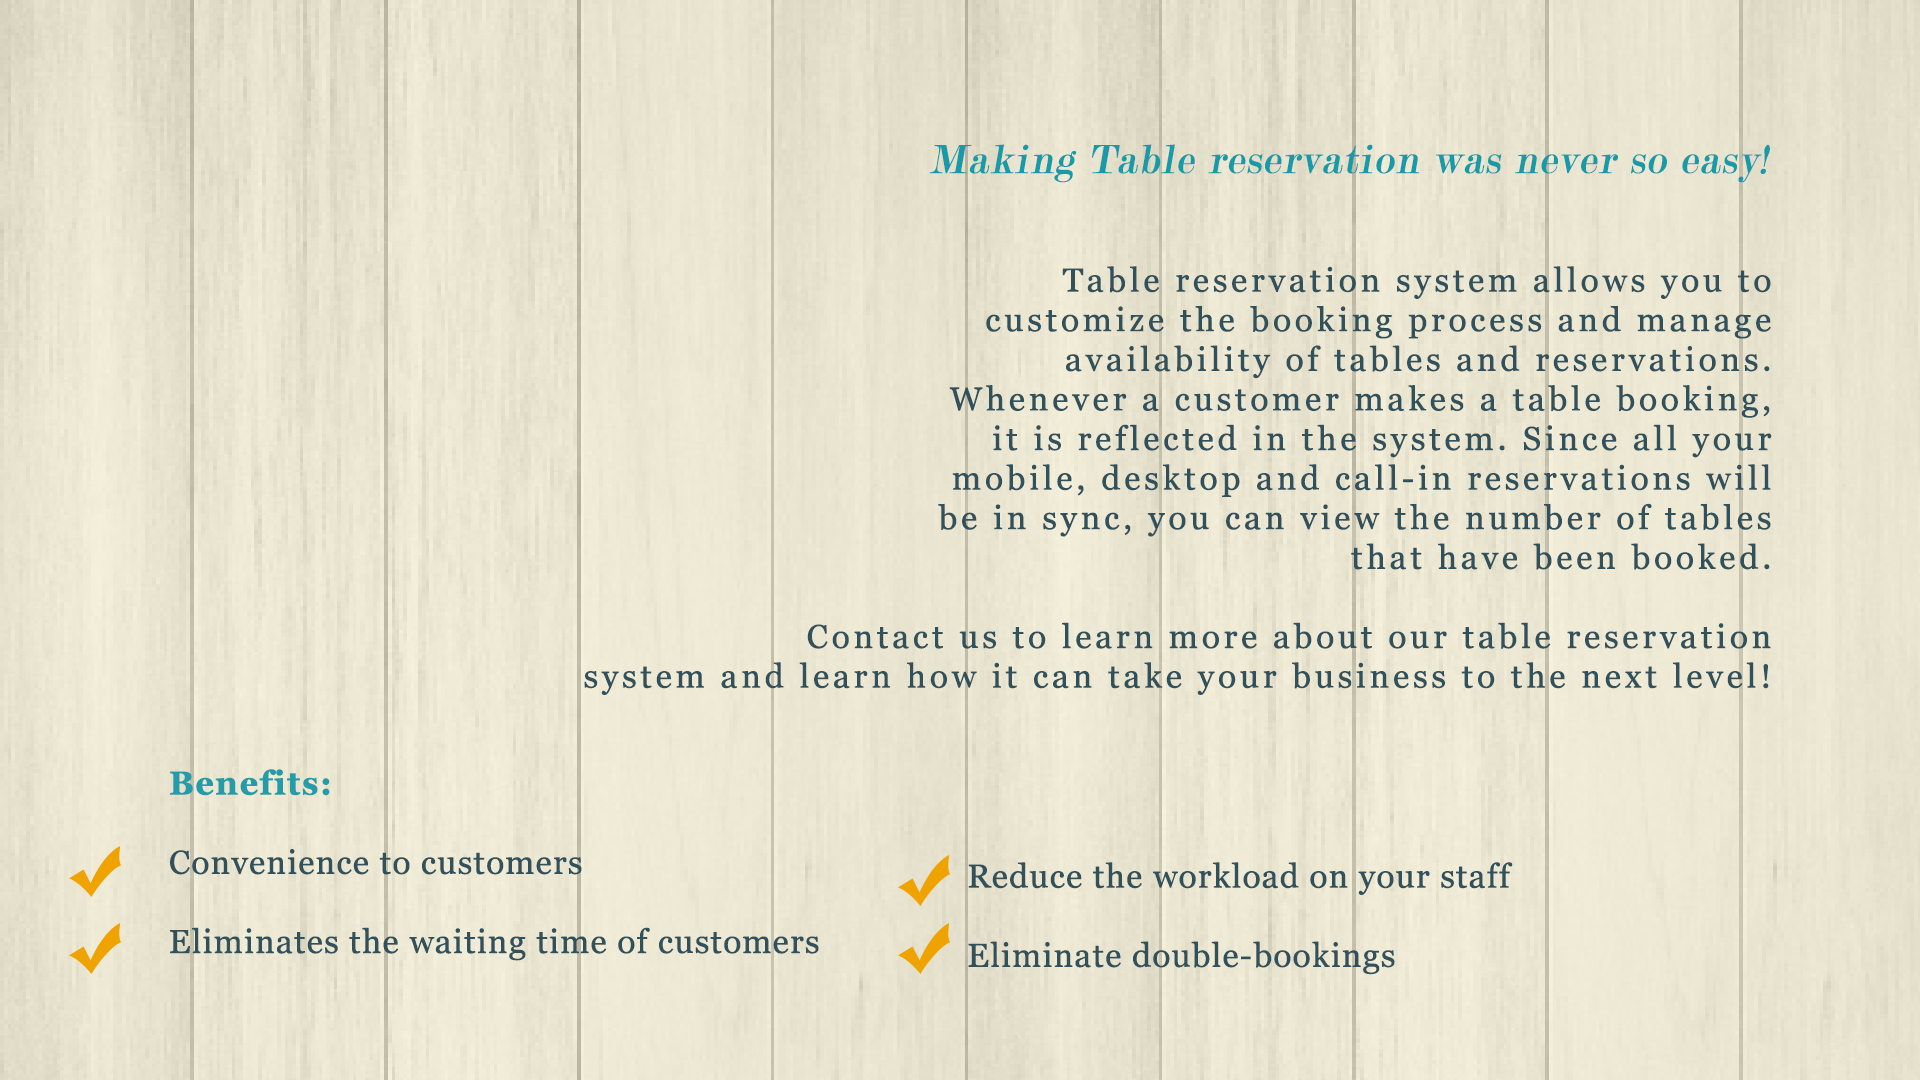 Making Table reservation was never so easy!
Table reservation system allows you to
customize the booking process and manage
availability of tables and reservations.
Whenever a customer makes a table booking,
it is reflected in the system. Since all your
mobile, desktop and call-in reservations will
be in sync, you can view the number of tables
that have been booked.
Contact us to learn more about our table reservation
system and learn how it can take your business to the next level!
Benefits:
Convenience to customers
Eliminates the waiting time of customers
Reduce the workload on your staff
Eliminate double-bookings